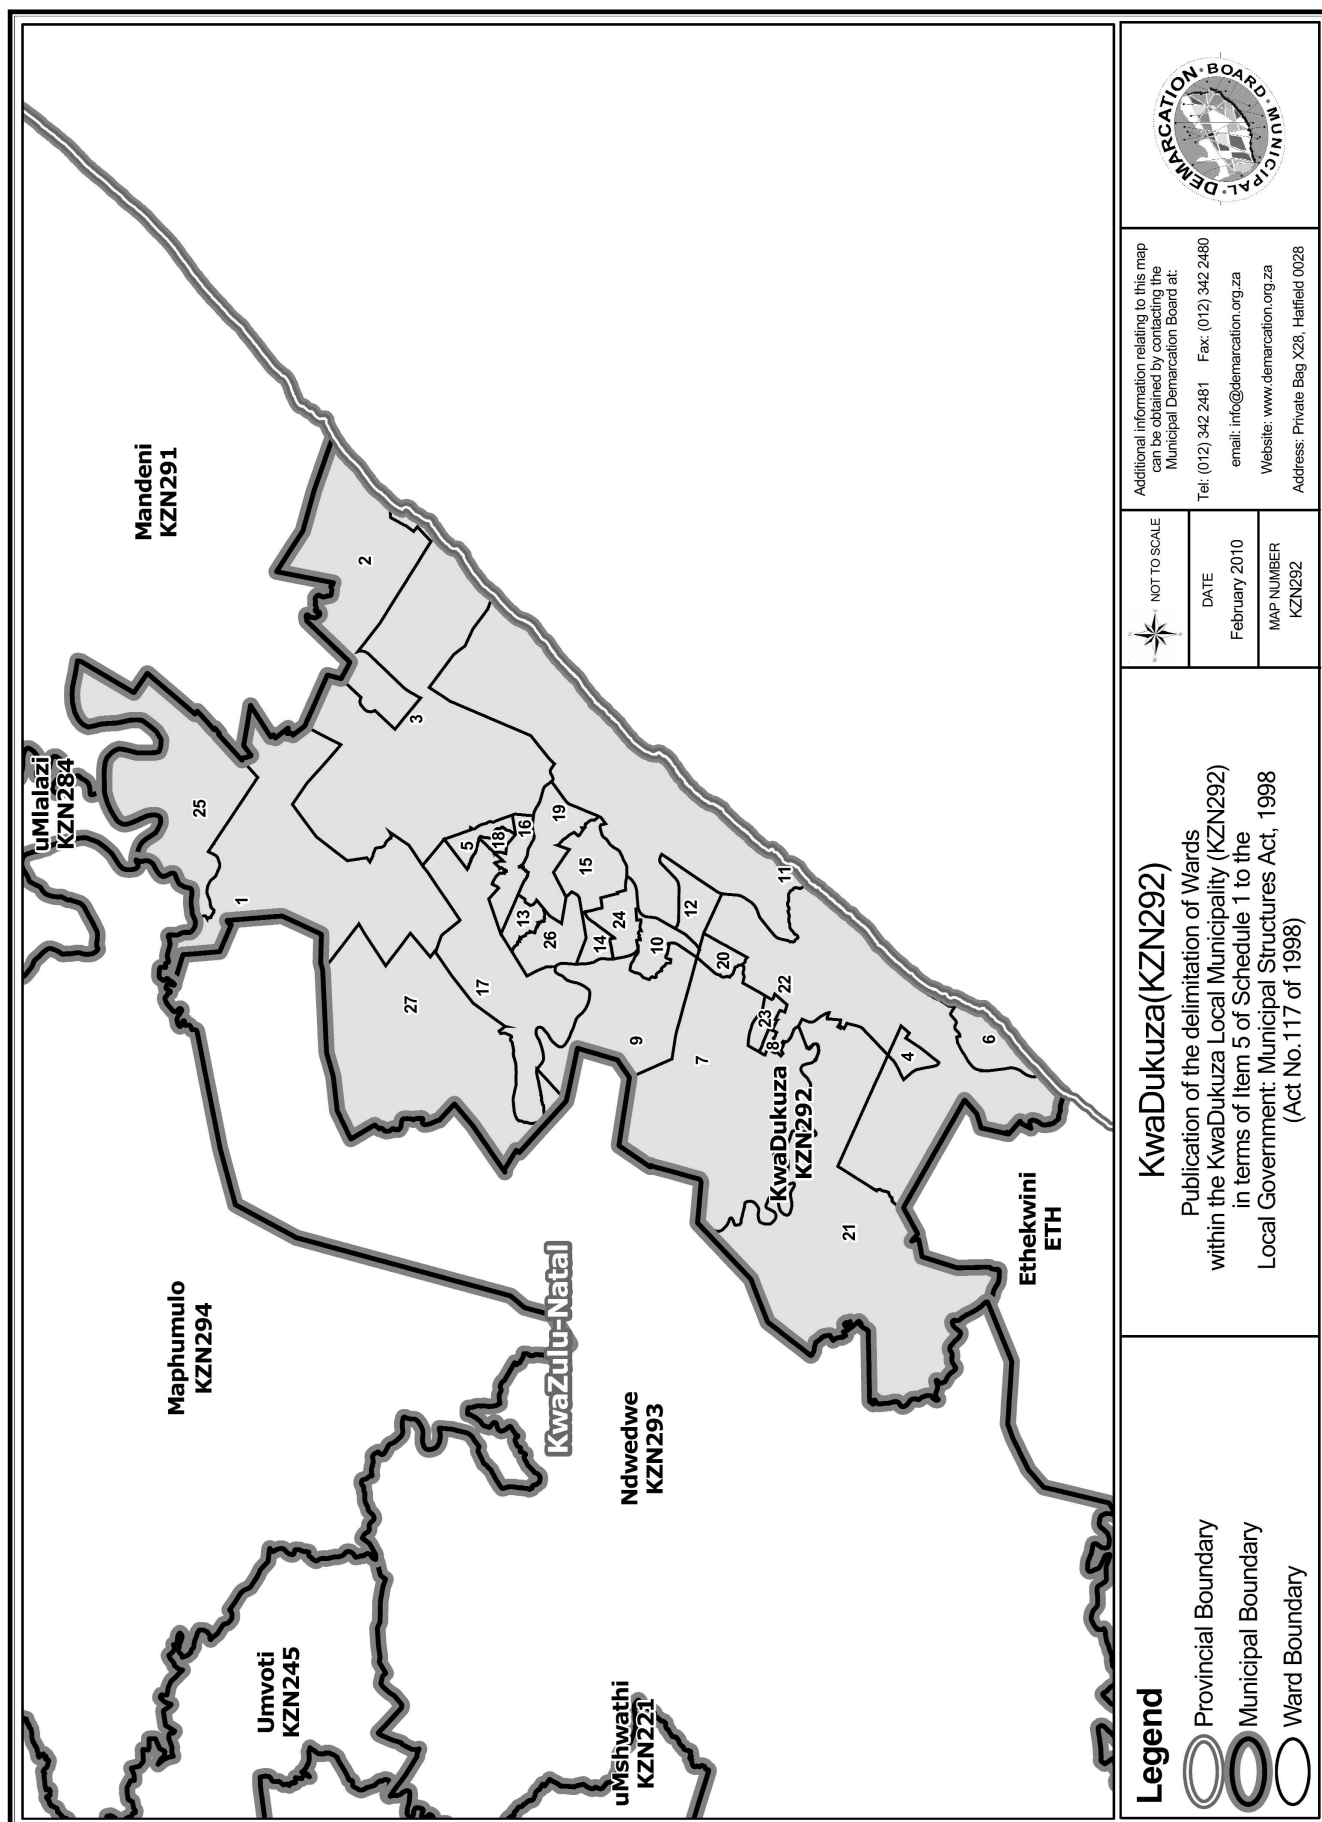 uMlalazi
KZN284
Mandeni
KZN291
Maphumulo
KZN294
Umvoti
KZN245
uMshwathi
KZN221
Ndwedwe
KZN293
KwaZulu-Natal
KwaDukuza
KZN292
Ethekwini
ETH
1
2
3
4
5
6
7
8
9
10
11
12
13
14
15
16
17
18
19
20
21
22
23
24
25
26
27
Legend
Provincial Boundary
Municipal Boundary
Ward Boundary
KwaDukuza(KZN292)
Publication of the delimitation of Wards
within the KwaDukuza Local Municipality (KZN292)
in terms of Item 5 of Schedule 1 to the
Local Government: Municipal Structures Act, 1998
(Act No.117 of 1998)
N
W
E
S
NOT TO SCALE
DATE
February 2010
MAP NUMBER
KZN292
Additional information relating to this map
can be obtained by contacting the
Municipal Demarcation Board at:
Tel: (012) 342 2481 Fax: (012) 342 2480
email: info@demarcation.org.za
Website: www.demarcation.org.za
Address: Private Bag X28, Hatfield 0028
MUNICIPAL · DEMARCATION · BOARD ·